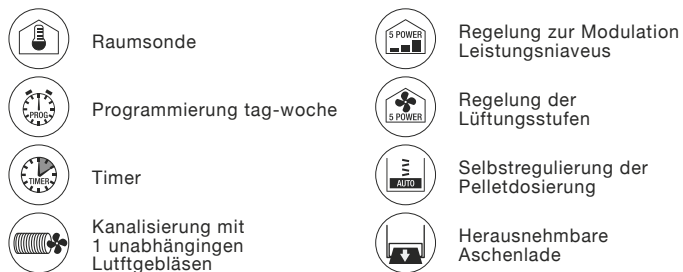 Raumsonde
PROG
Programmierung tag-woche
TIMER
Timer
Kanalisierung mit
1 unabhängingen
Lutftgebläsen
5 POWER
Regelung zur Modulation
Leistungsniaveus
5 POWER
Regelung der
Lüftungsstufen
AUTO
Selbstregulierung der
Pelletdosierung
Herausnehmbare
Aschenlade